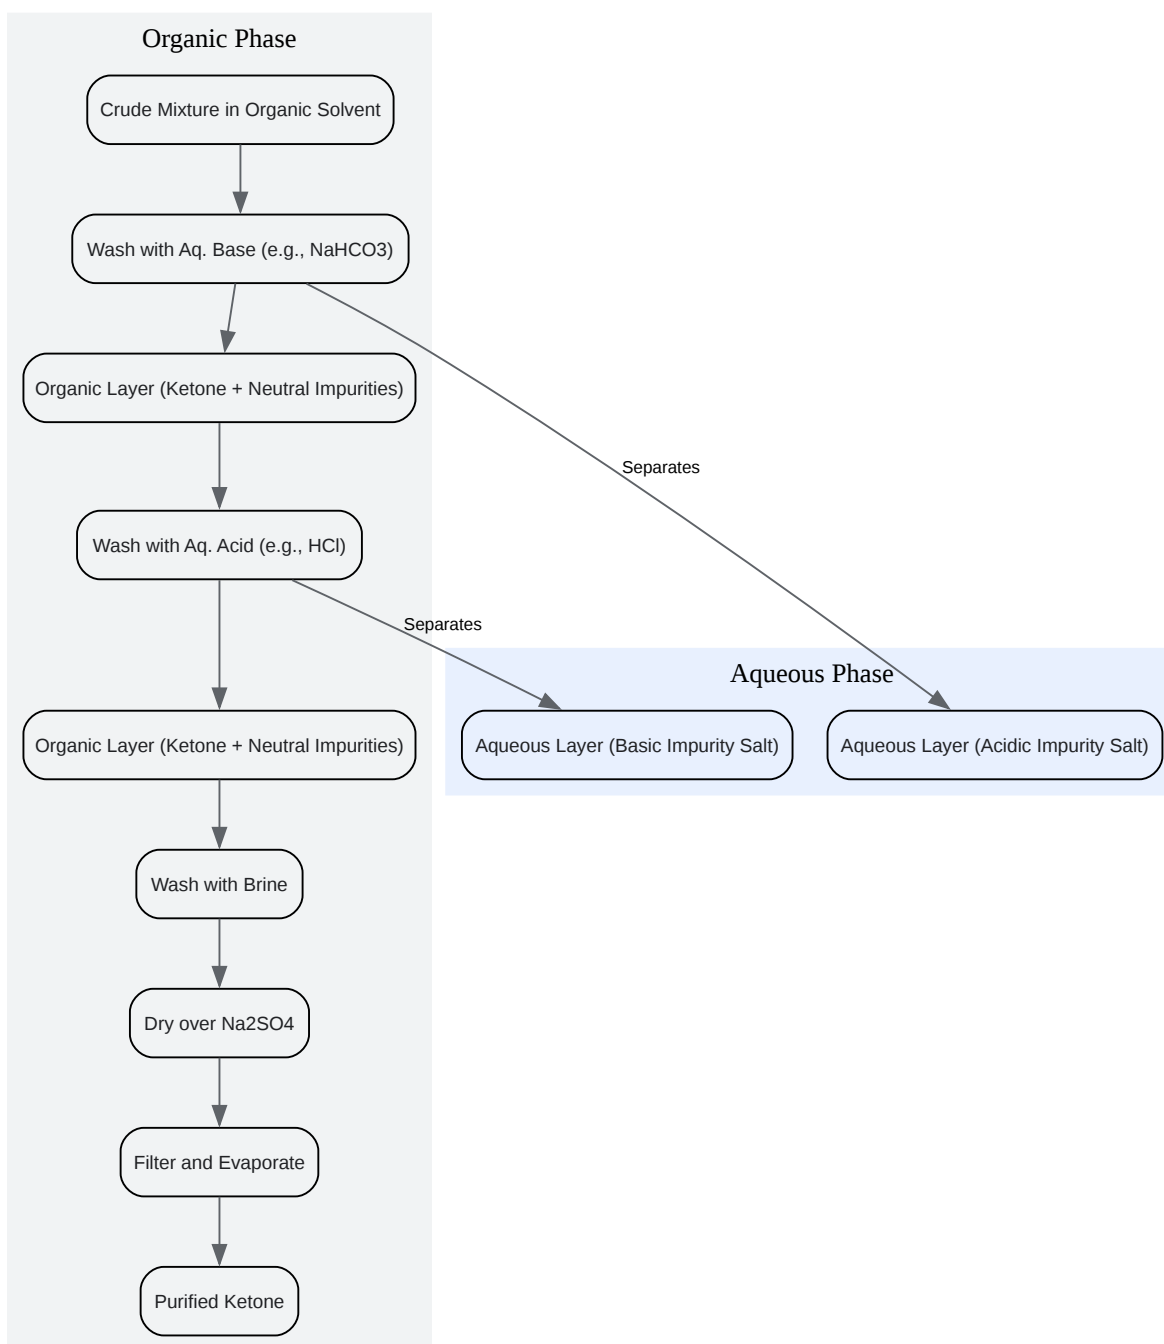 Organic Phase
Crude Mixture in Organic Solvent
Wash with Aq. Base (e.g., NaHCO3)
Organic Layer (Ketone + Neutral Impurities)
Separates
Wash with Aq. Acid (e.g., HCl)
Separates
Aqueous Phase
Organic Layer (Ketone + Neutral Impurities)
Aqueous Layer (Basic Impurity Salt)
Aqueous Layer (Acidic Impurity Salt)
Wash with Brine
Dry over Na2SO4
Filter and Evaporate
Purified Ketone